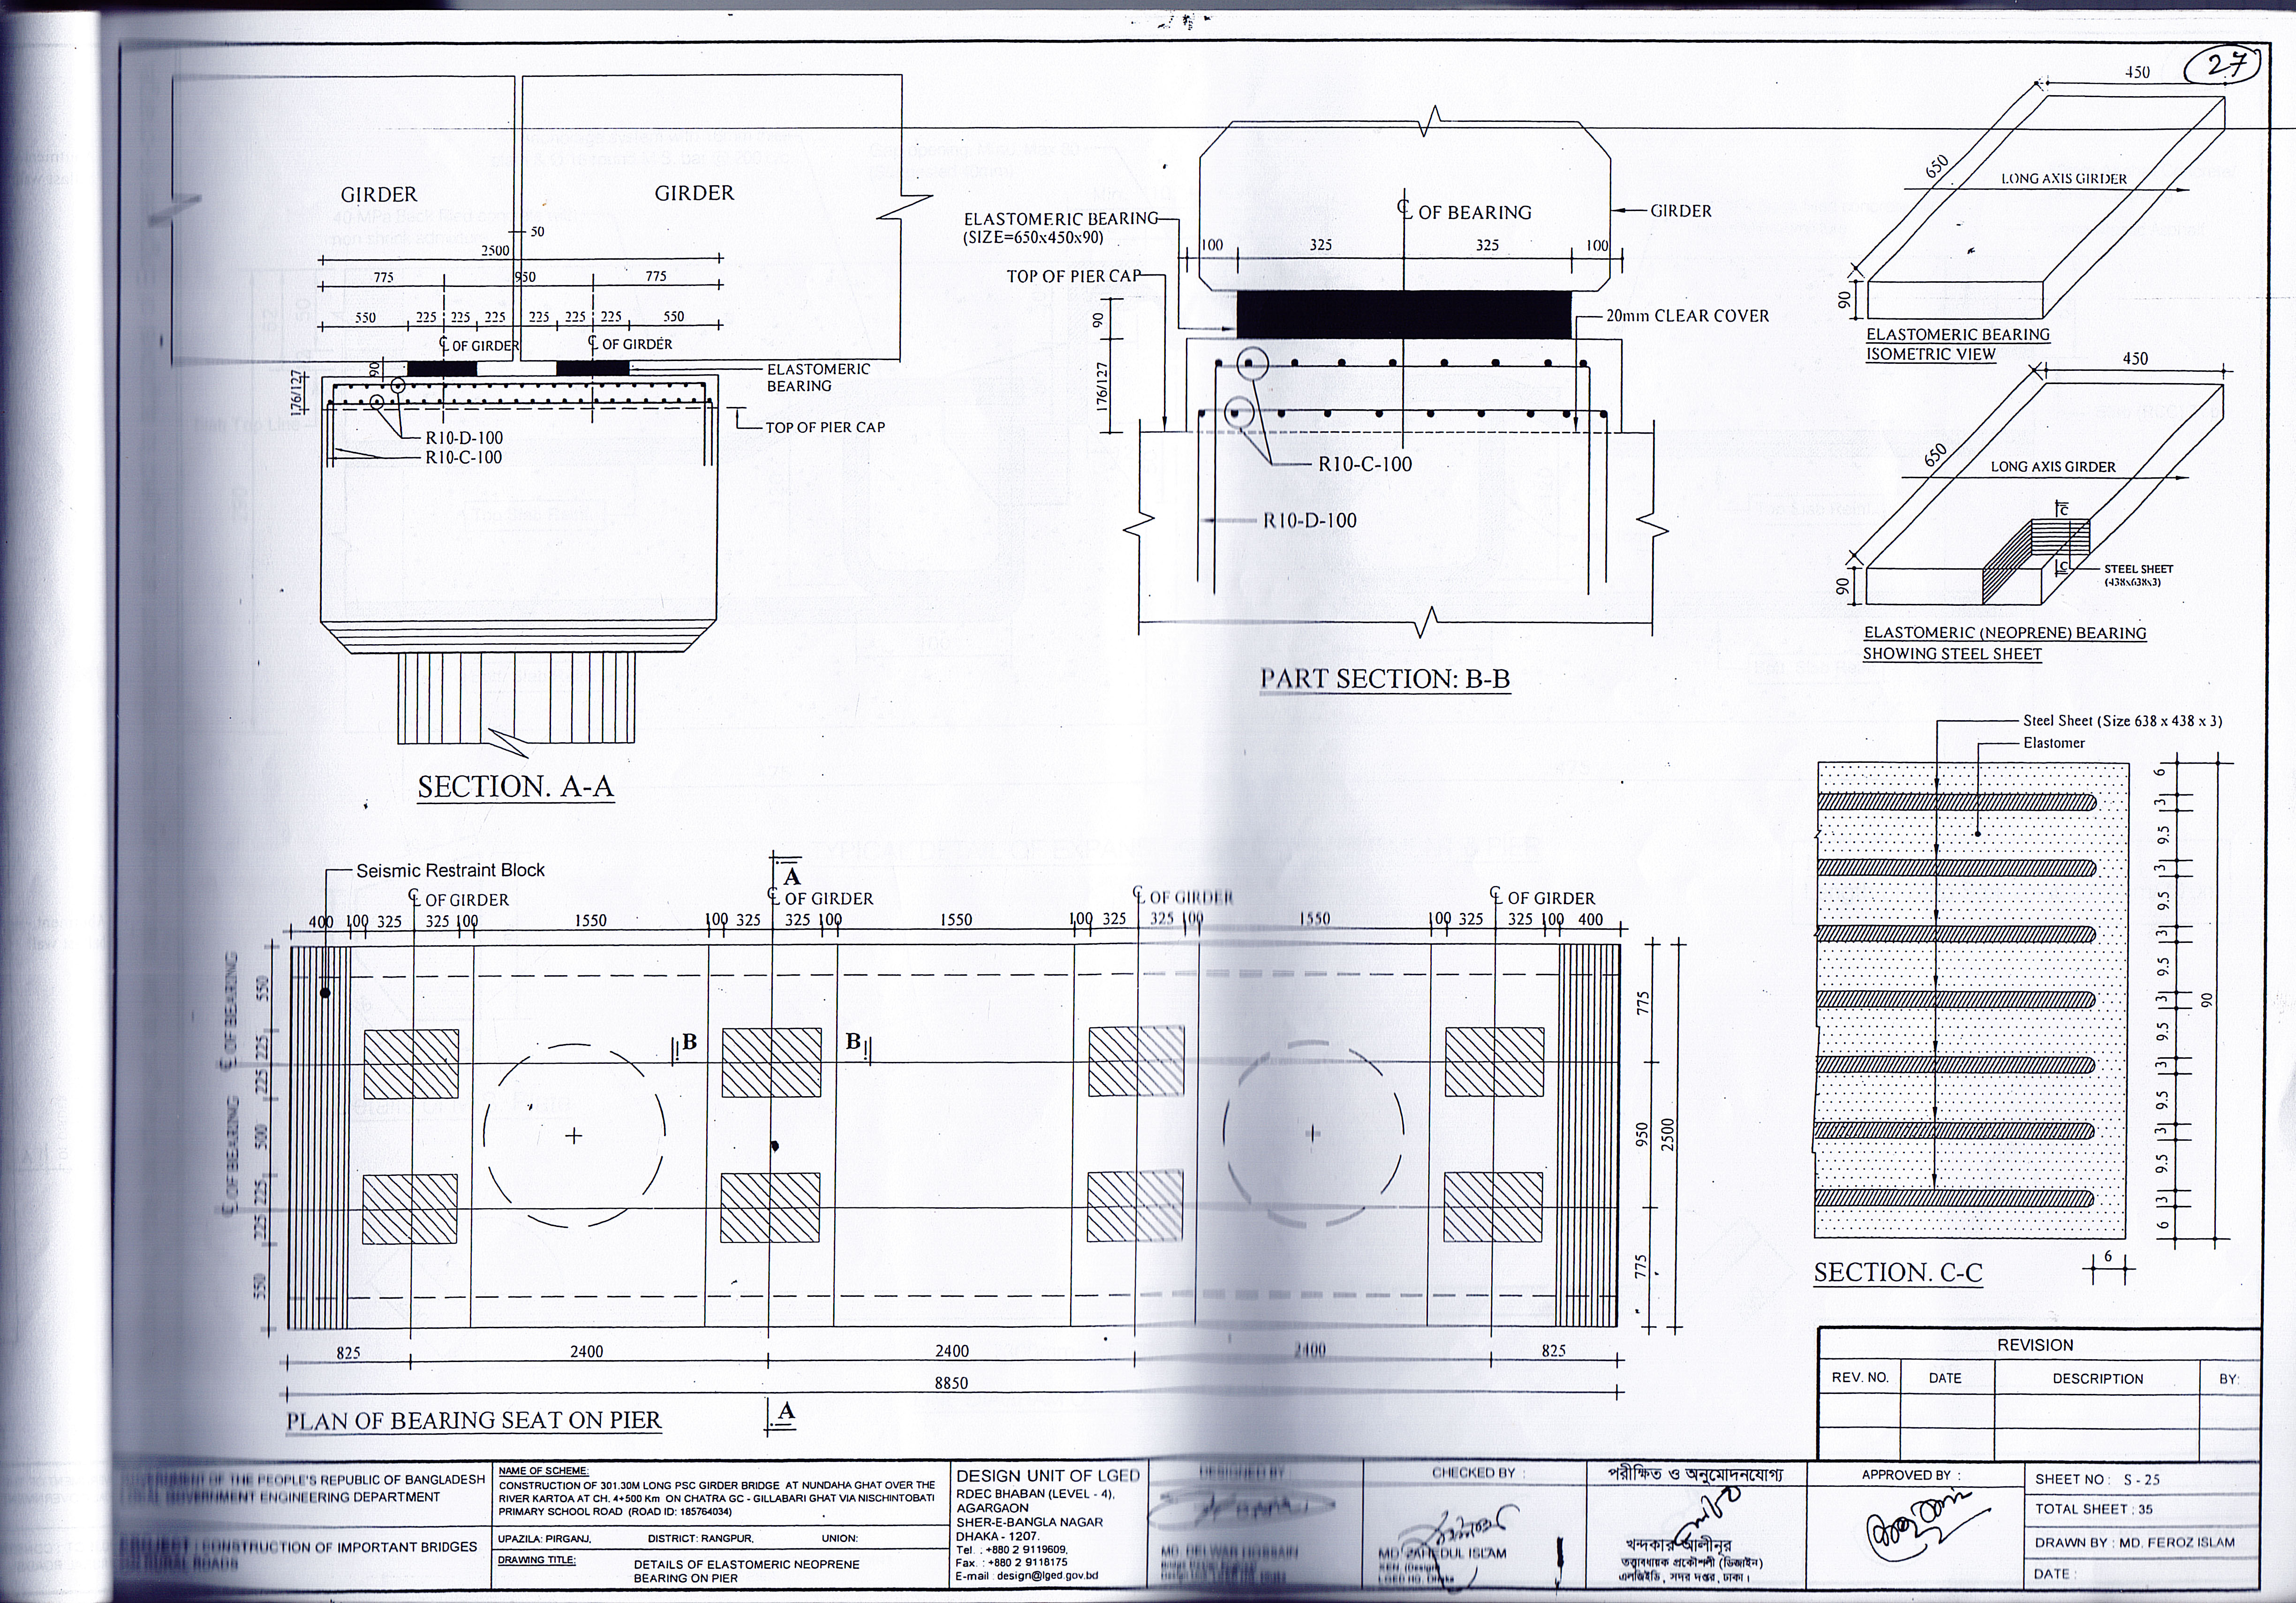 27
GIRDER
GIRDER
50
2500
775 950 775
550 225 225 225 225 225 225 550
℄ OF GIRDER
℄ OF GIRDER
90
176/127
ELASTOMERIC
BEARING
TOP OF PIER CAP
R10-D-100
R10-C-100
SECTION. A-A
ELASTOMERIC BEARING
(SIZE=650x450x90)
℄ OF BEARING
GIRDER
100 325 325 100
TOP OF PIER CAP
90
20mm CLEAR COVER
176/127
R10-C-100
R10-D-100
PART SECTION: B-B
450
650
LONG AXIS GIRDER
90
ELASTOMERIC BEARING
ISOMETRIC VIEW
450
650
LONG AXIS GIRDER
C
C
STEEL SHEET
(438x638x3)
90
ELASTOMERIC (NEOPRENE) BEARING
SHOWING STEEL SHEET
Steel Sheet (Size 638 x 438 x 3)
Elastomer
6
3
9.5
3
9.5
3
9.5
3
9.5
3
9.5
3
9.5
3
6
90
6
SECTION. C-C
Seismic Restraint Block
A
℄ OF GIRDER
℄ OF GIRDER
℄ OF GIRDER
℄ OF GIRDER
400 100 325 325 100 1550 100 325 325 100 1550 100 325 325 100 1550 100 325 325 100 400
℄ OF BEARING
℄ OF BEARING
550
225
225
500
225
225
550
B B
775
950
775
2500
825 2400 2400 2400 825
8850
A
PLAN OF BEARING SEAT ON PIER
REVISION
REV. NO. DATE DESCRIPTION BY:
OF THE PEOPLE'S REPUBLIC OF BANGLADESH
GOVERNMENT ENGINEERING DEPARTMENT
PROJECT : CONSTRUCTION OF IMPORTANT BRIDGES
ON RURAL ROADS
NAME OF SCHEME:
CONSTRUCTION OF 301.30M LONG PSC GIRDER BRIDGE AT NUNDAHA GHAT OVER THE
RIVER KARTOA AT CH. 4+500 Km ON CHATRA GC - GILLABARI GHAT VIA NISCHINTOBATI
PRIMARY SCHOOL ROAD (ROAD ID: 185764034)
UPAZILA: PIRGANJ, DISTRICT: RANGPUR, UNION:
DRAWING TITLE:
DETAILS OF ELASTOMERIC NEOPRENE
BEARING ON PIER
DESIGN UNIT OF LGED
RDEC BHABAN (LEVEL - 4),
AGARGAON
SHER-E-BANGLA NAGAR
DHAKA - 1207.
Tel. : +880 2 9119609,
Fax. : +880 2 9118175
E-mail : design@lged.gov.bd
DESIGNED BY :
MD. DELWAR HOSSAIN
CHECKED BY :
MD. ZAHEDUL ISLAM
পরীক্ষিত ও অনুমোদনযোগ্য
খন্দকার আলীনূর
তত্ত্বাবধায়ক প্রকৌশলী (ডিজাইন)
এলজিইডি, সদর দপ্তর, ঢাকা।
APPROVED BY :
SHEET NO : S - 25
TOTAL SHEET : 35
DRAWN BY : MD. FEROZ ISLAM
DATE :